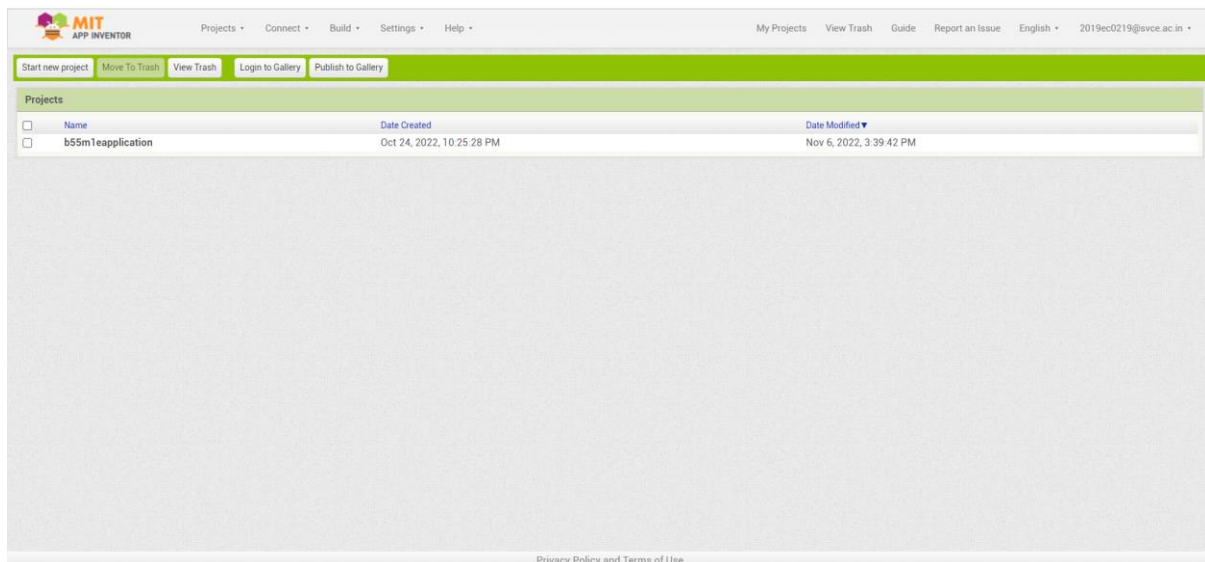 MIT
APP INVENTOR
Projects Connect Build Settings Help My Projects View Trash Guide Report an Issue English 2019ec0219@svce.ac.in
Start new project Move To Trash View Trash Login to Gallery Publish to Gallery
Projects
Name Date Created Date Modified▼
b55m1eapplication Oct 24, 2022, 10:25:28 PM Nov 6, 2022, 3:39:42 PM
Privacy Policy and Terms of Use